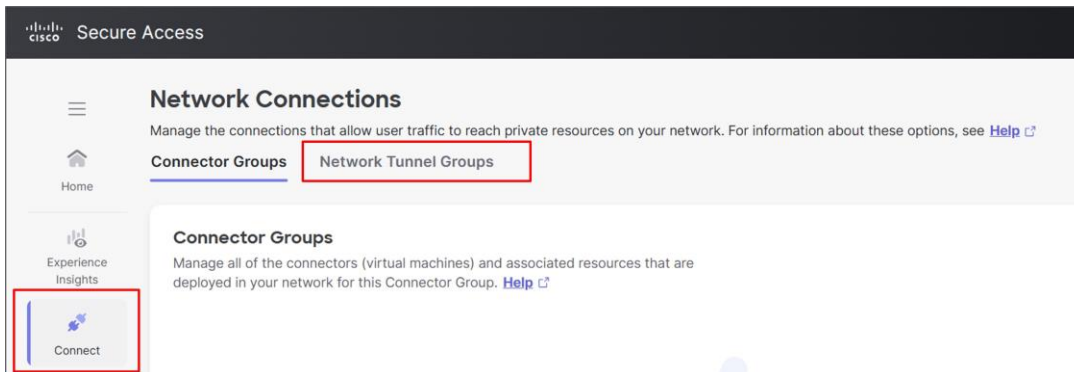 cisco Secure Access
Network Connections
Manage the connections that allow user traffic to reach private resources on your network. For information about these options, see Help
Connector Groups Network Tunnel Groups
Home
Connector Groups
Manage all of the connectors (virtual machines) and associated resources that are
deployed in your network for this Connector Group. Help
Experience
Insights
Connect